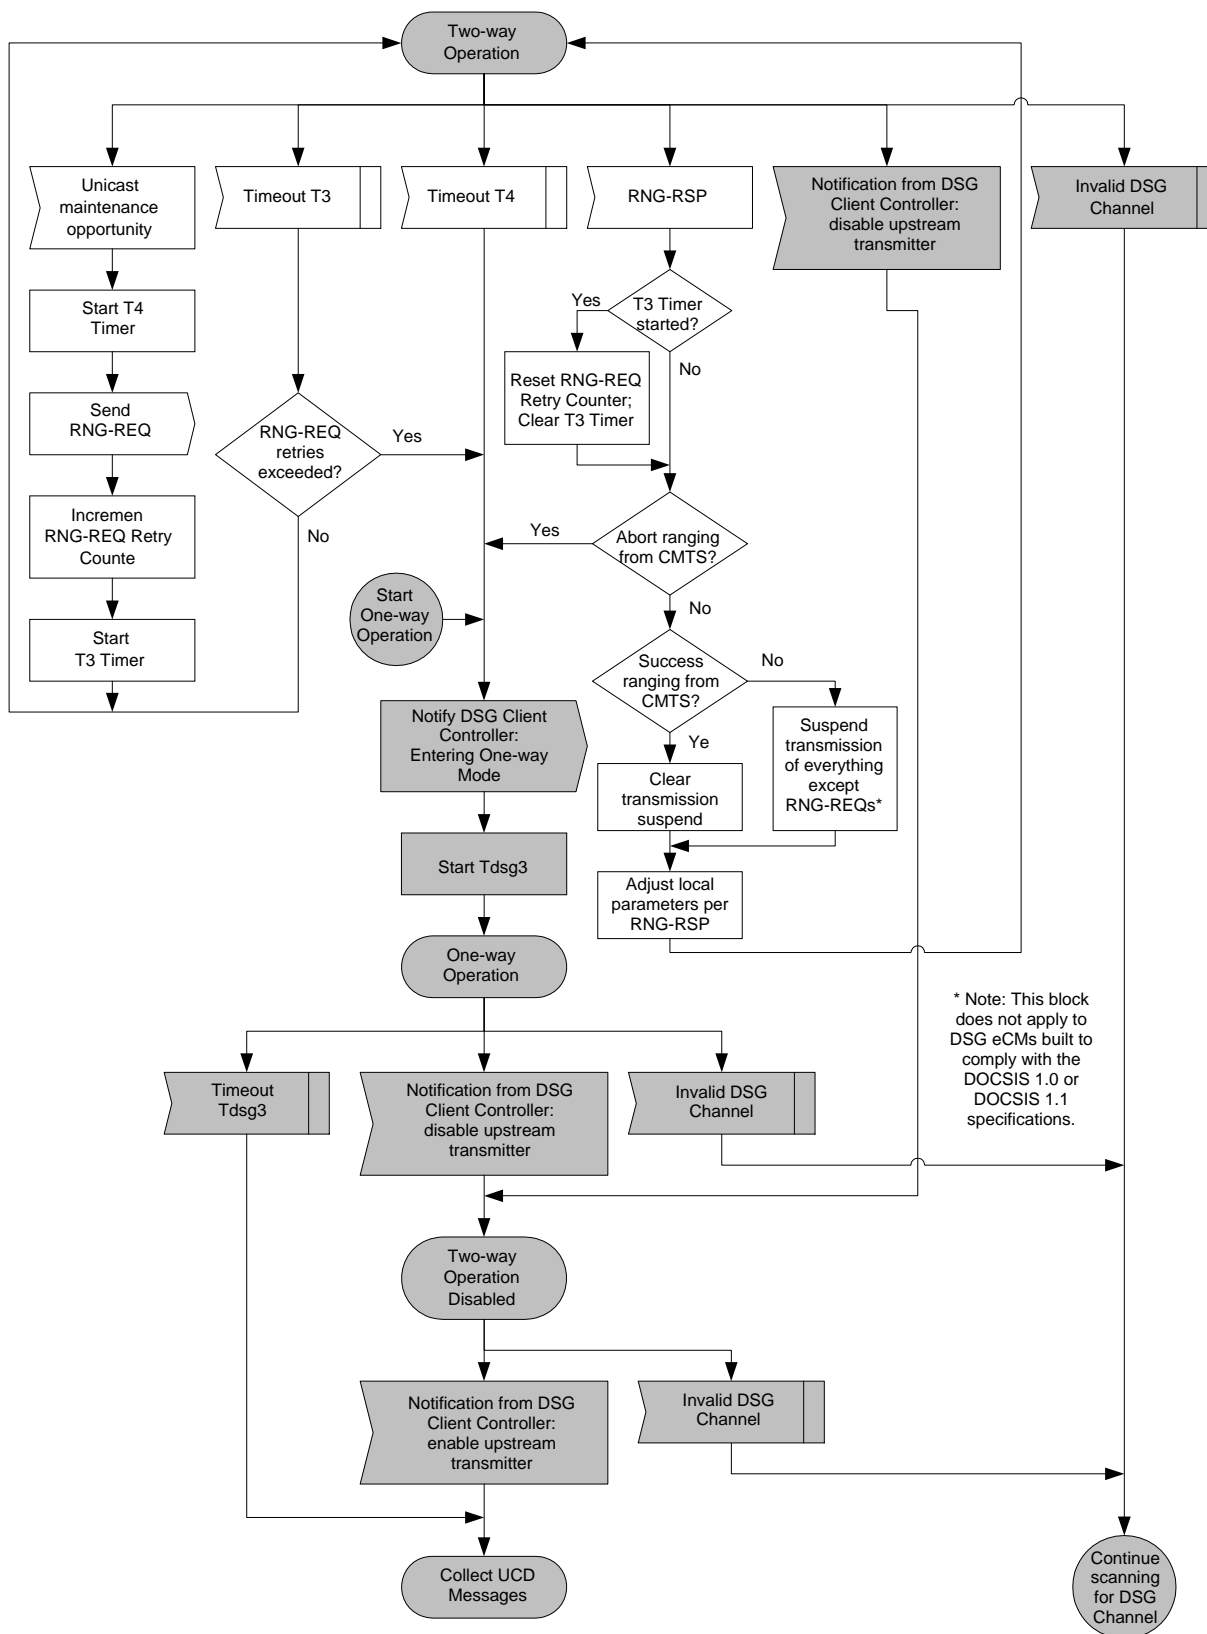 Two-way
Operation
Unicast
maintenance
opportunity
Timeout T3
Timeout T4
RNG-RSP
Notification from DSG
Client Controller:
disable upstream
transmitter
Invalid DSG
Channel
Start T4
Timer
Yes
T3 Timer
started?
No
Reset RNG-REQ
Retry Counter;
Clear T3 Timer
Send
RNG-REQ
RNG-REQ
retries
exceeded?
Yes
Incremen
RNG-REQ Retry
Counte
No
Yes
Abort ranging
from CMTS?
No
Start
One-way
Operation
Start
T3 Timer
Success
ranging from
CMTS?
No
Ye
Notify DSG Client
Controller:
Entering One-way
Mode
Suspend
transmission
of everything
except
RNG-REQs*
Clear
transmission
suspend
Start Tdsg3
Adjust local
parameters per
RNG-RSP
One-way
Operation
* Note: This block
does not apply to
DSG eCMs built to
comply with the
DOCSIS 1.0 or
DOCSIS 1.1
specifications.
Timeout
Tdsg3
Notification from DSG
Client Controller:
disable upstream
transmitter
Invalid DSG
Channel
Two-way
Operation
Disabled
Notification from DSG
Client Controller:
enable upstream
transmitter
Invalid DSG
Channel
Collect UCD
Messages
Continue
scanning
for DSG
Channel